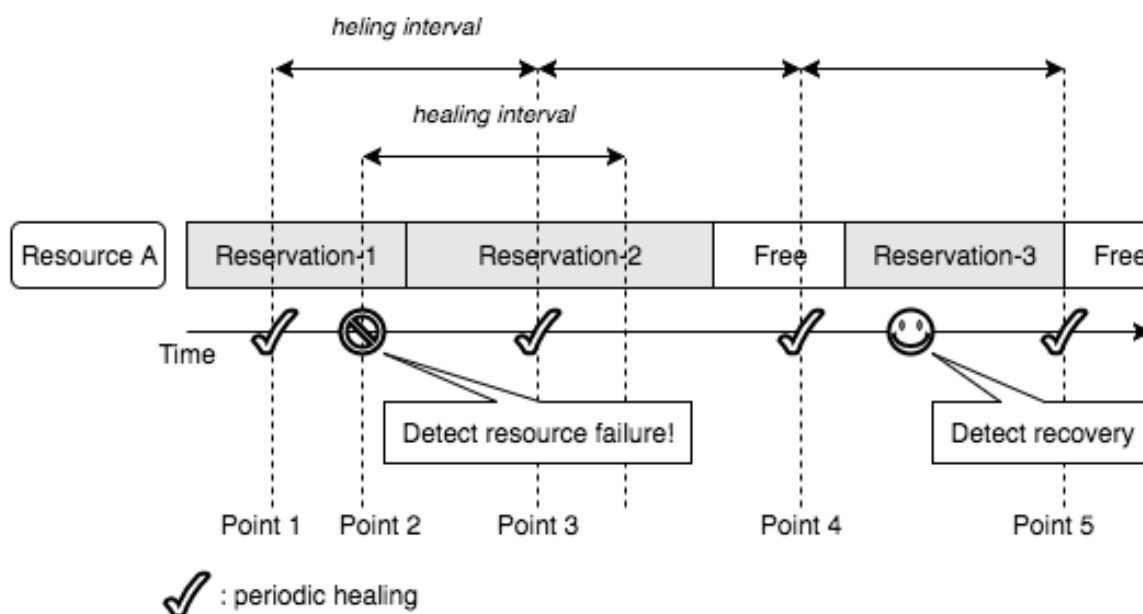 heling interval
healing interval
Resource A
Reservation-1
Reservation-2
Free
Reservation-3
Free
Time
Detect resource failure!
Detect recovery
Point 1
Point 2
Point 3
Point 4
Point 5
: periodic healing